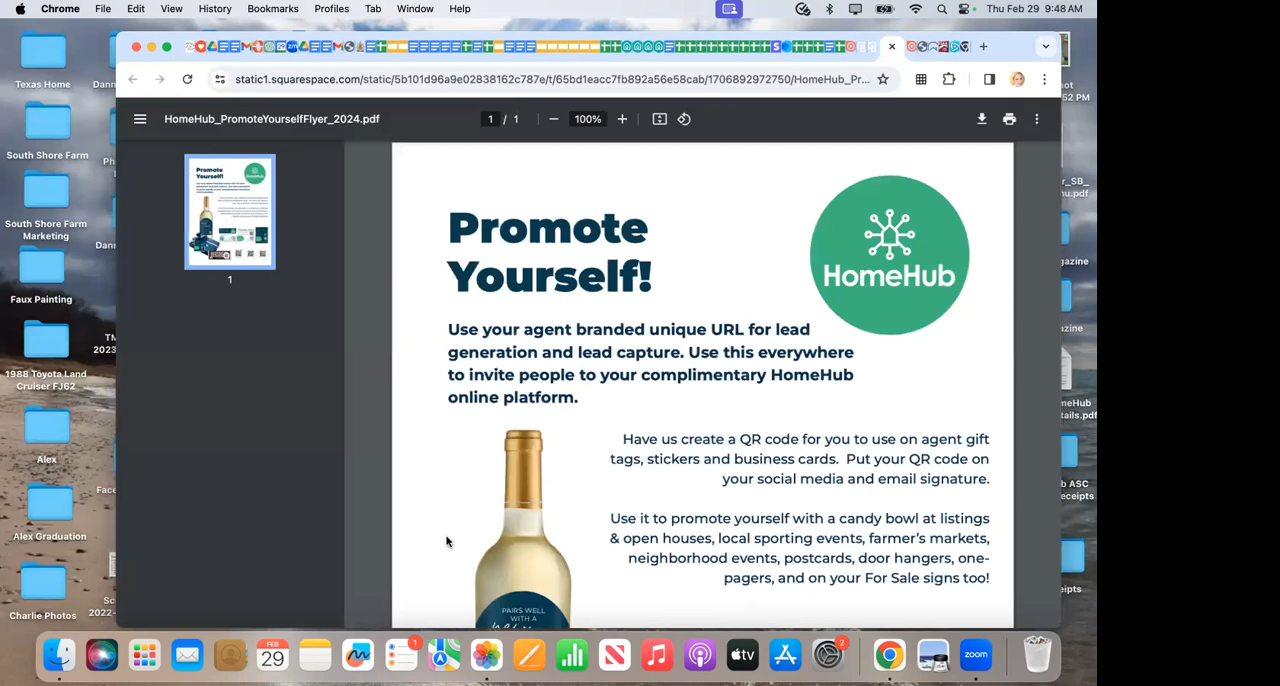 Chrome File Edit View History Bookmarks Profiles Tab Window Help Thu Feb 29 9:48 AM
static1.squarespace.com/static/5b101d96a9e02838162c787e/t/65bd1eacc7fb892a56e58cab/1706892972750/HomeHub_Pr...
HomeHub_PromoteYourselfFlyer_2024.pdf 1 / 1 100%
Texas Home
South Shore Farm
South Shore Farm
Marketing
Faux Painting
1988 Toyota Land
Cruiser FJ62
Alex
Alex Graduation
Charlie Photos
Promote
Yourself!
HomeHub
1
Promote
Yourself!
HomeHub
Use your agent branded unique URL for lead
generation and lead capture. Use this everywhere
to invite people to your complimentary HomeHub
online platform.
Have us create a QR code for you to use on agent gift
tags, stickers and business cards. Put your QR code on
your social media and email signature.
Use it to promote yourself with a candy bowl at listings
& open houses, local sporting events, farmer's markets,
neighborhood events, postcards, door hangers, one-
pagers, and on your For Sale signs too!
PAIRS WELL
WITH A
FEB
29
1
tv
2
zoom